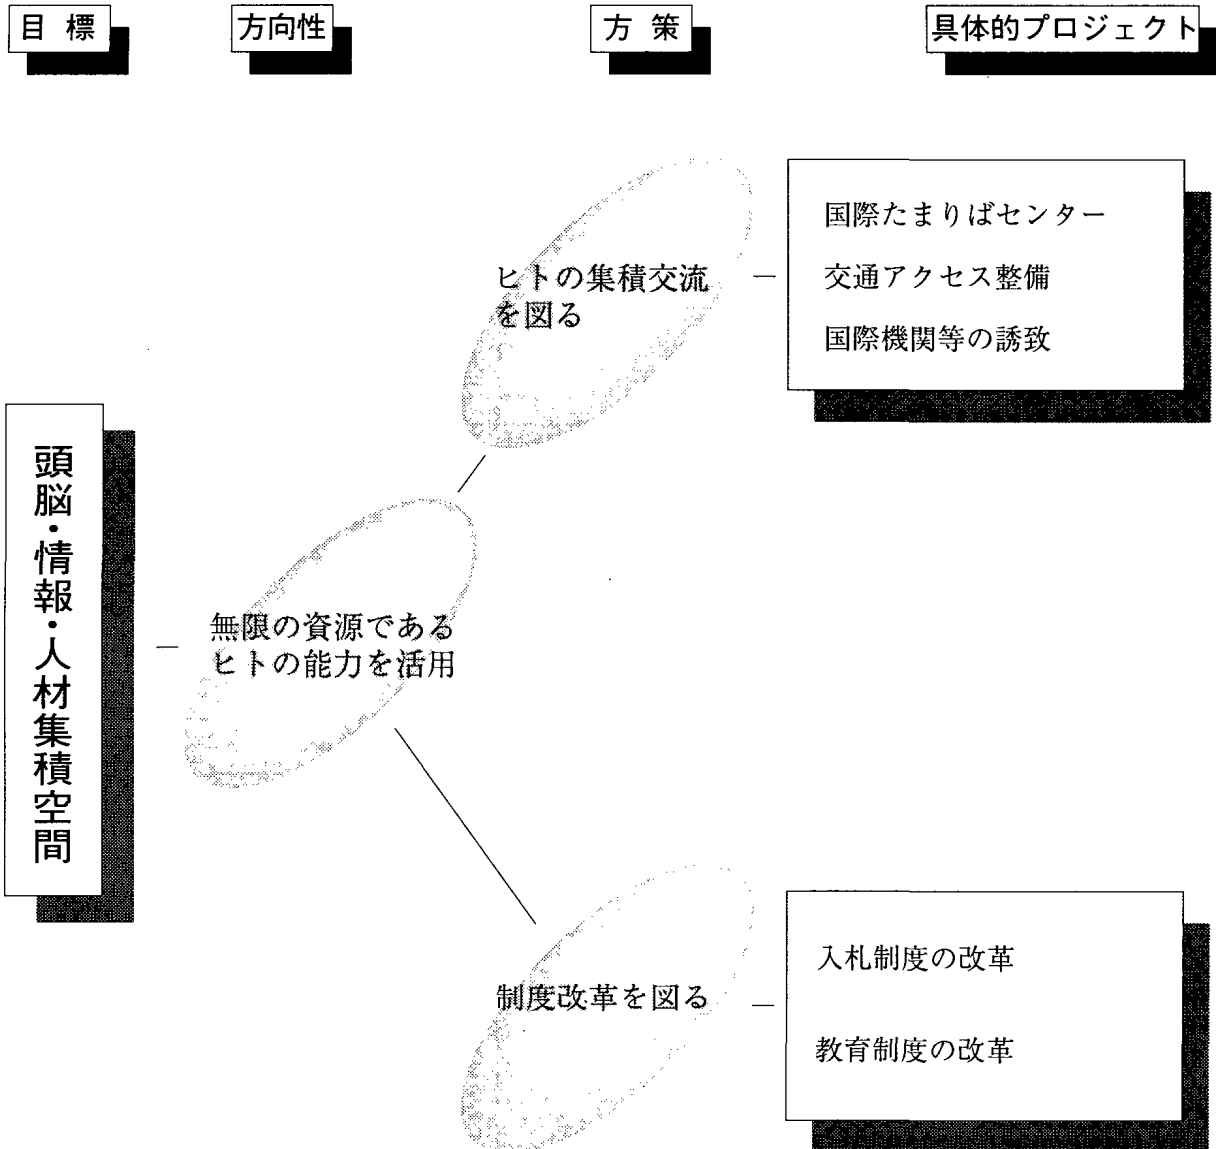 目標
方向性
方策
具体的プロジェクト
国際たまりばセンター
交通アクセス整備
国際機関等の誘致
ヒトの集積交流
を図る
頭脳・情報・人材集積空間
無限の資源である
ヒトの能力を活用
制度改革を図る
入札制度の改革
教育制度の改革